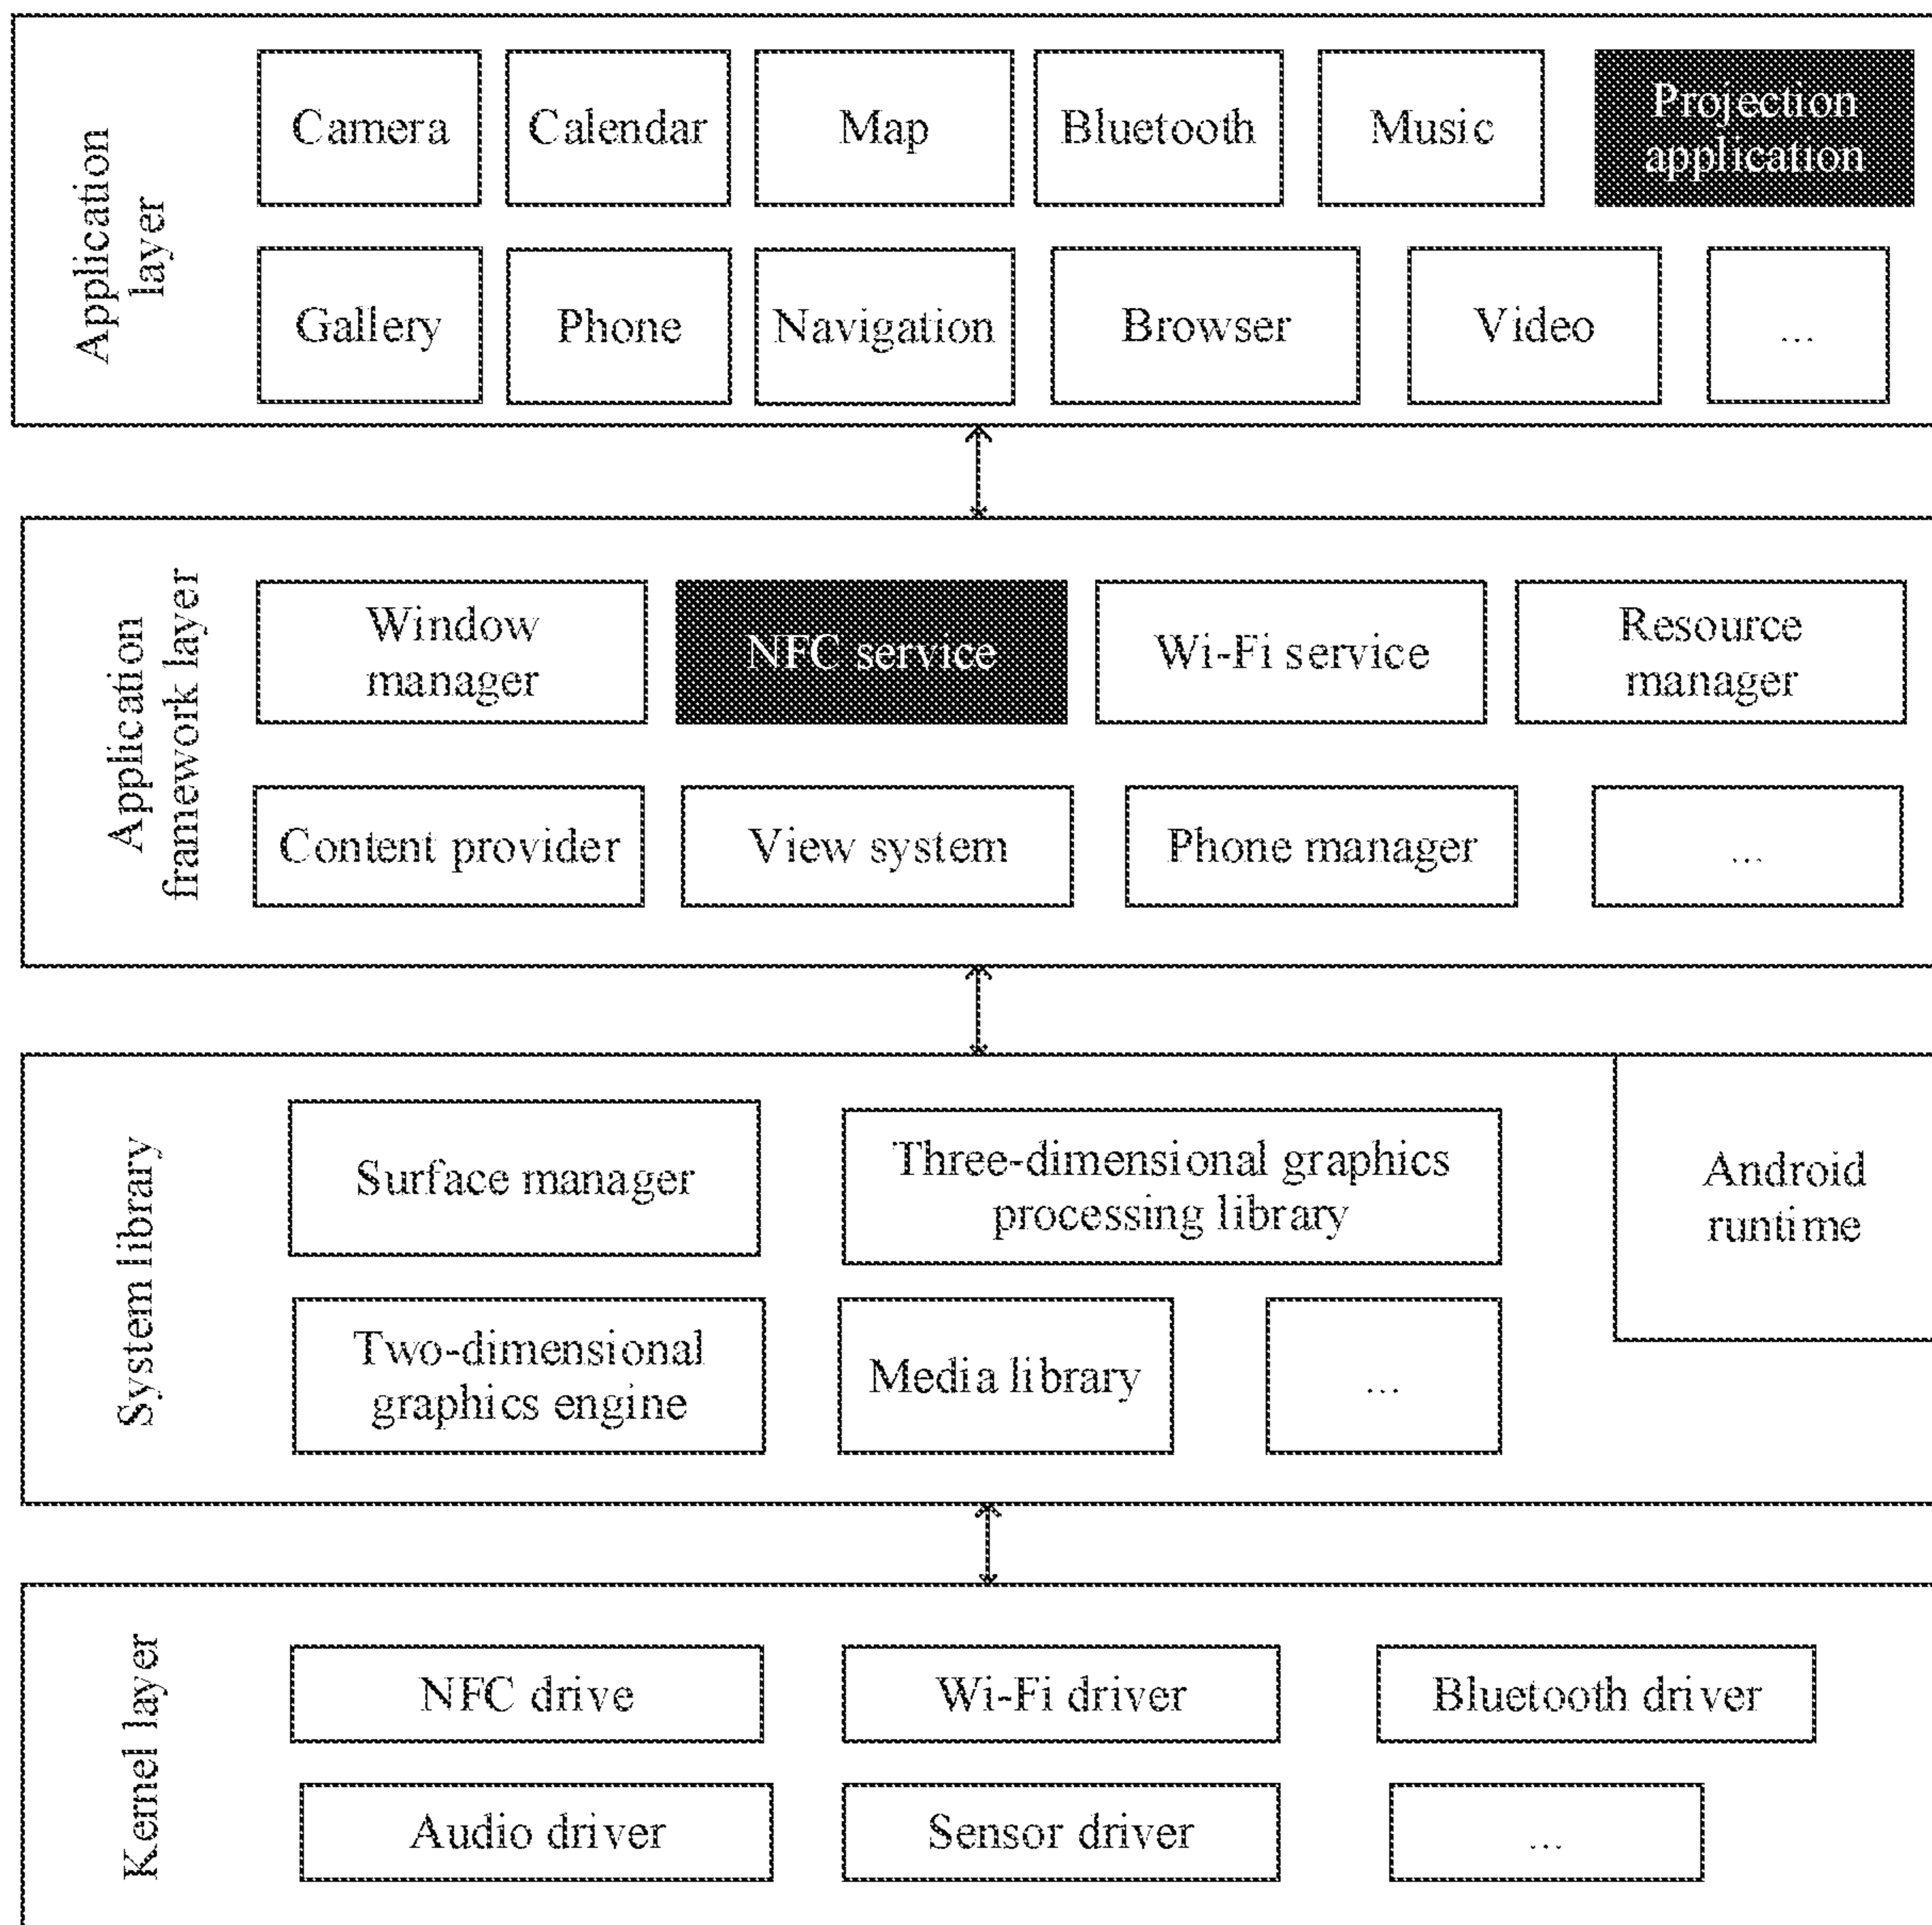 Application
layer
Camera
Calendar
Map
Bluetooth
Music
Projection
application
Gallery
Phone
Navigation
Browser
Video
...
Application
framework layer
Window
manager
NFC service
Wi-Fi service
Resource
manager
Content provider
View system
Phone manager
...
System library
Surface manager
Three-dimensional graphics
processing library
Android
runtime
Two-dimensional
graphics engine
Media library
...
Kernel layer
NFC drive
Wi-Fi driver
Bluetooth driver
Audio driver
Sensor driver
...